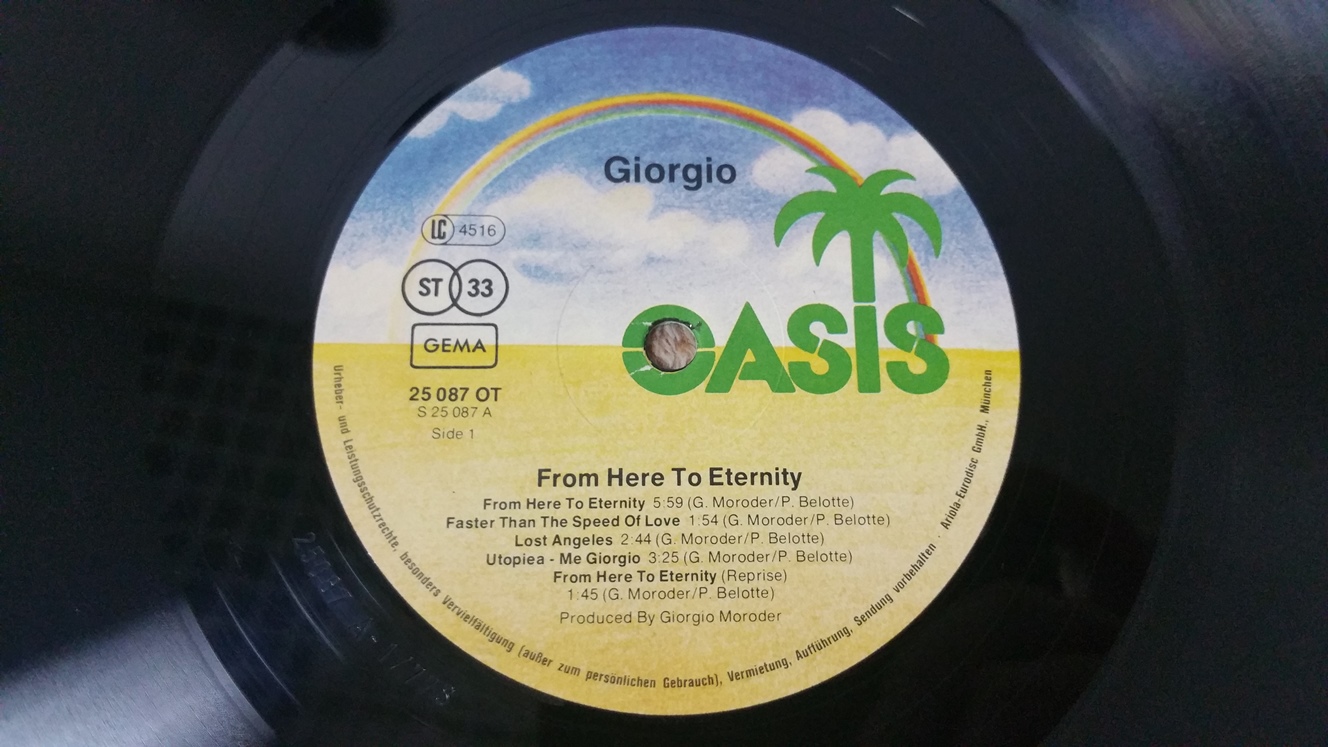 Giorgio
LC 4516
ST 33
GEMA
OASIS
25 087 OT
S 25 087 A
Side 1
From Here To Eternity
From Here To Eternity 5:59 (G. Moroder/P. Belotte)
Faster Than The Speed Of Love 1:54 (G. Moroder/P. Belotte)
Lost Angeles 2:44 (G. Moroder/P. Belotte)
Utopiea - Me Giorgio 3:25 (G. Moroder/P. Belotte)
From Here To Eternity (Reprise)
1:45 (G. Moroder/P. Belotte)
Produced By Giorgio Moroder
Urheber- und Leistungsschutzrechte, besonders Vervielfältigung (außer zum persönlichen Gebrauch), Vermietung, Aufführung, Sendung vorbehalten · Ariola-Eurodisc GmbH., München